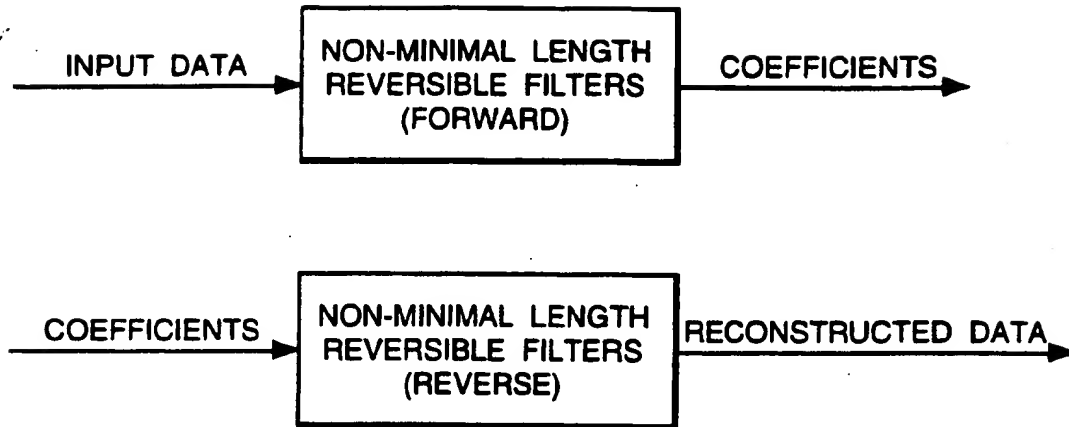 INPUT DATA
NON-MINIMAL LENGTH
REVERSIBLE FILTERS
(FORWARD)
COEFFICIENTS
COEFFICIENTS
NON-MINIMAL LENGTH
REVERSIBLE FILTERS
(REVERSE)
RECONSTRUCTED DATA